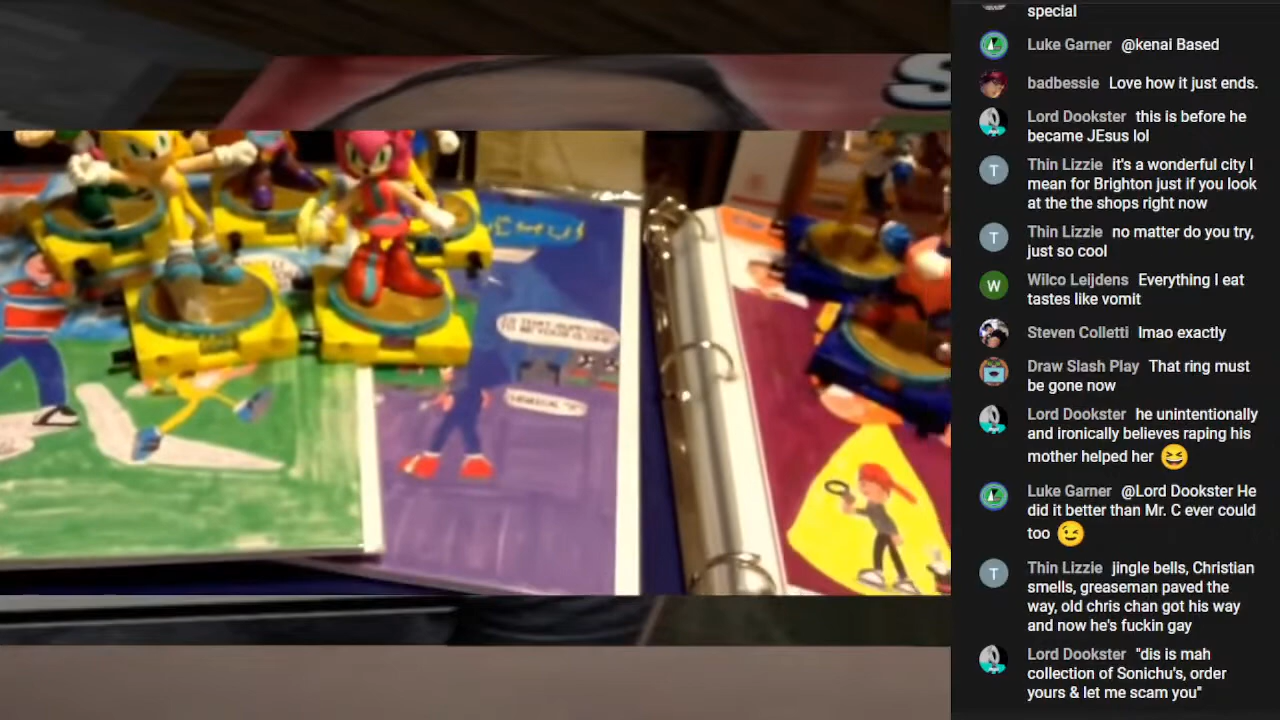 special
Luke Garner @kenai Based
badbessie Love how it just ends.
Lord Dookster this is before he
became JEsus lol
Thin Lizzie it's a wonderful city I
mean for Brighton just if you look
at the the shops right now
Thin Lizzie no matter do you try,
just so cool
Wilco Leijdens Everything I eat
tastes like vomit
Steven Colletti lmao exactly
Draw Slash Play That ring must
be gone now
Lord Dookster he unintentionally
and ironically believes raping his
mother helped her 😆
Luke Garner @Lord Dookster He
did it better than Mr. C ever could
too 😉
Thin Lizzie jingle bells, Christian
smells, greaseman paved the
way, old chris chan got his way
and now he's fuckin gay
Lord Dookster "dis is mah
collection of Sonichu's, order
yours & let me scam you"
T
W
T